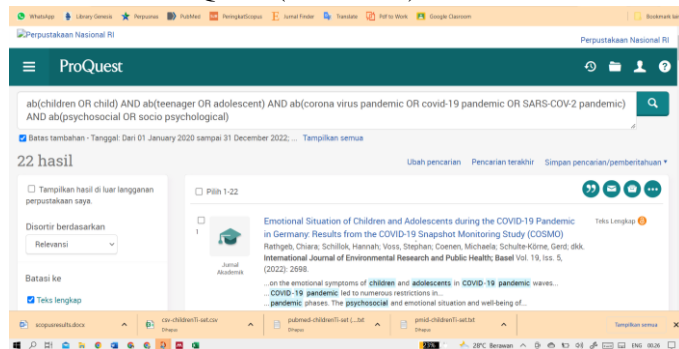 WhatsApp Library Genesis Perpusnas PubMed PeringkatScopus Jurnal Finder Translate Pdf to Work Google Clasroom Bookmark lai
Perpustakaan Nasional RI Perpustakaan Nasional RI
ProQuest
ab(children OR child) AND ab(teenager OR adolescent) AND ab(corona virus pandemic OR covid-19 pandemic OR SARS-COV-2 pandemic)
AND ab(psychosocial OR socio psychological)
Batas tambahan - Tanggal: Dari 01 January 2020 sampai 31 December 2022; ... Tampilkan semua
22 hasil Ubah pencarian Pencarian terakhir Simpan pencarian/pemberitahuan
Tampilkan hasil di luar langganan
perpustakaan saya.
Disortir berdasarkan
Relevansi
Batasi ke
Teks lengkap
Pilih 1-22
1
Jurnal
Akademik
Emotional Situation of Children and Adolescents during the COVID-19 Pandemic
in Germany: Results from the COVID-19 Snapshot Monitoring Study (COSMO)
Teks Lengkap
Rathgeb, Chiara; Schillok, Hannah; Voss, Stephan; Coenen, Michaela; Schulte-Körne, Gerd; dkk.
International Journal of Environmental Research and Public Health; Basel Vol. 19, Iss. 5,
(2022): 2698.
...on the emotional symptoms of children and adolescents in COVID-19 pandemic waves...
...COVID-19 pandemic led to numerous restrictions in...
...pandemic phases. The psychosocial and emotional situation and well-being of...
scopusresults.docx csv-childrenTi-set.csv pubmed-childrenTi-set (....txt pmid-childrenTi-set.txt Tampilkan semua
Dihapus Dihapus Dihapus
28°C Berawan ENG 00.26